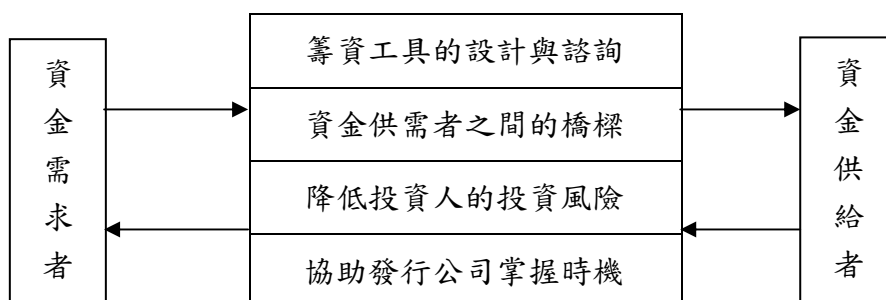 資金需求者
籌資工具的設計與諮詢
資金供需者之間的橋樑
降低投資人的投資風險
協助發行公司掌握時機
資金供給者